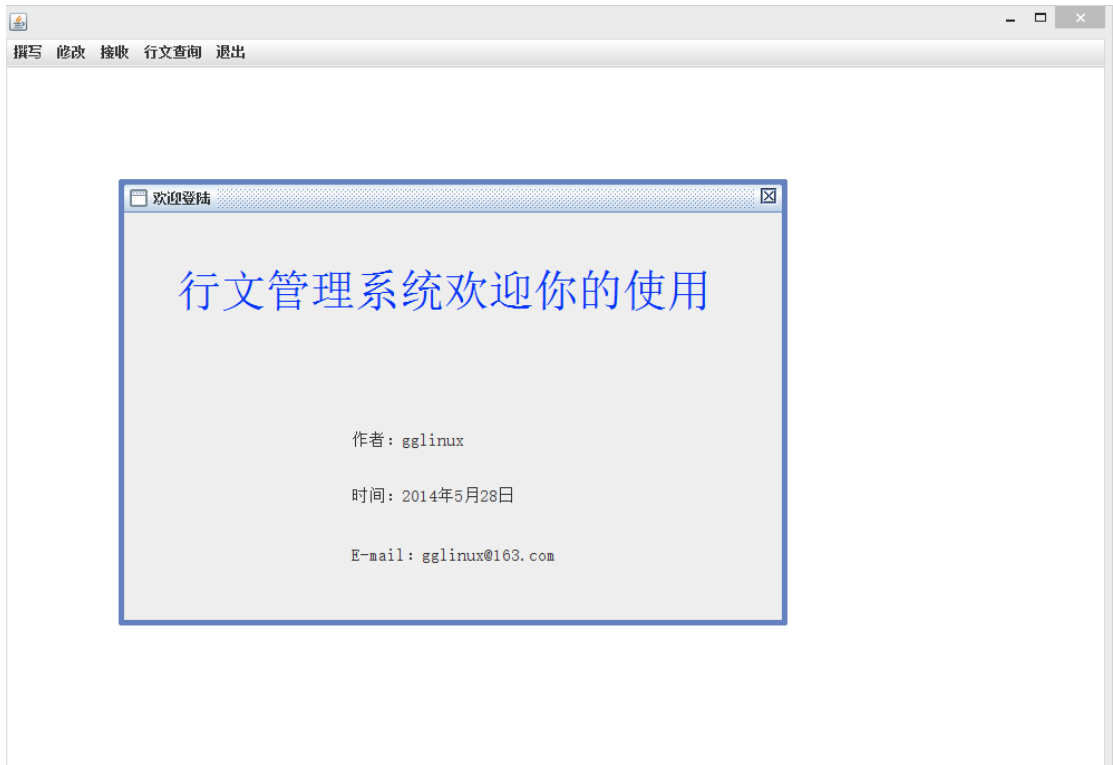 撰写 修改 接收 行文查询 退出
欢迎登陆
行文管理系统欢迎你的使用
作者：gglinux
时间：2014年5月28日
E-mail：gglinux@163.com